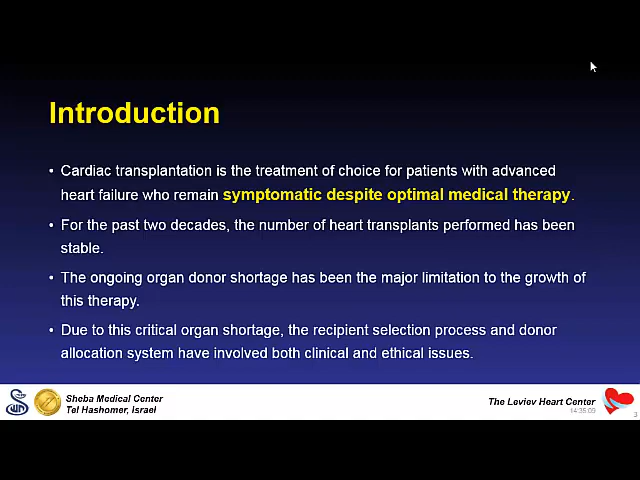 Introduction
• Cardiac transplantation is the treatment of choice for patients with advanced
heart failure who remain symptomatic despite optimal medical therapy.
• For the past two decades, the number of heart transplants performed has been
stable.
• The ongoing organ donor shortage has been the major limitation to the growth of
this therapy.
• Due to this critical organ shortage, the recipient selection process and donor
allocation system have involved both clinical and ethical issues.
Sheba Medical Center
Tel Hashomer, Israel
The Leviev Heart Center
14:35:09
3